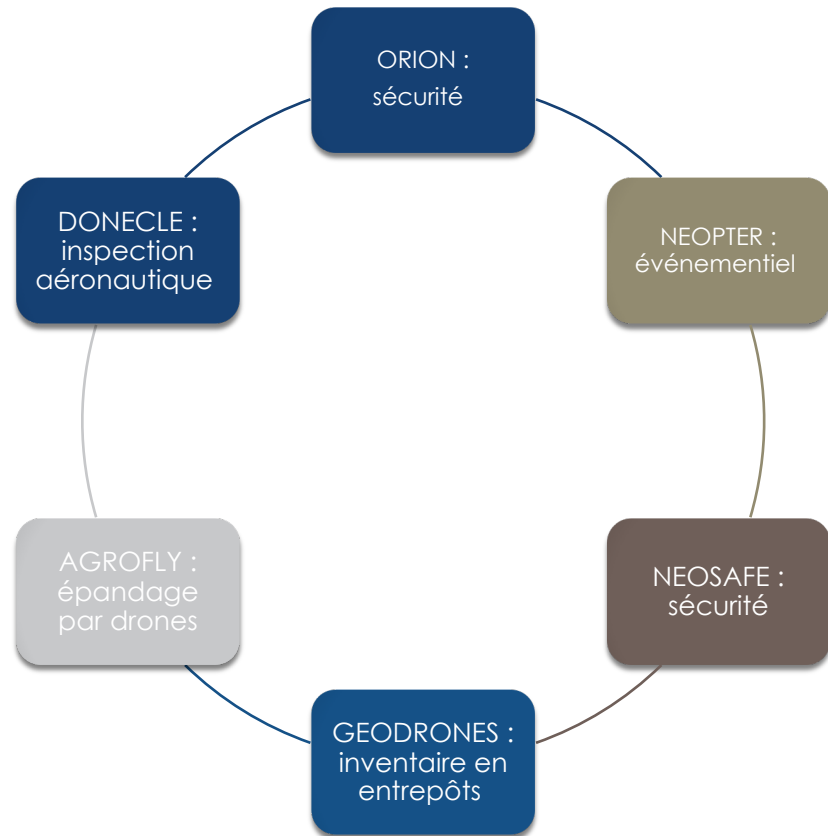 ORION :
sécurité
NEOPTER :
événementiel
NEOSAFE :
sécurité
GEODRONES :
inventaire en
entrepôts
AGROFLY :
épandage
par drones
DONECLE :
inspection
aéronautique